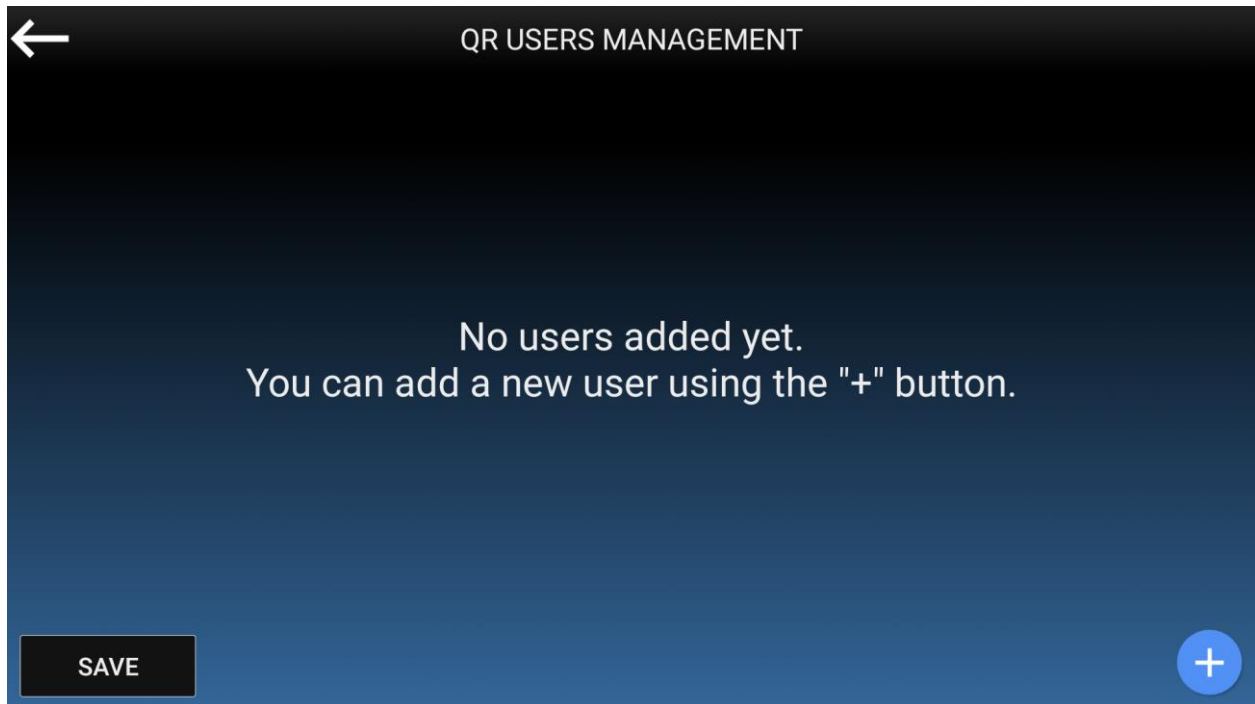 QR USERS MANAGEMENT
No users added yet.
You can add a new user using the "+" button.
SAVE
+